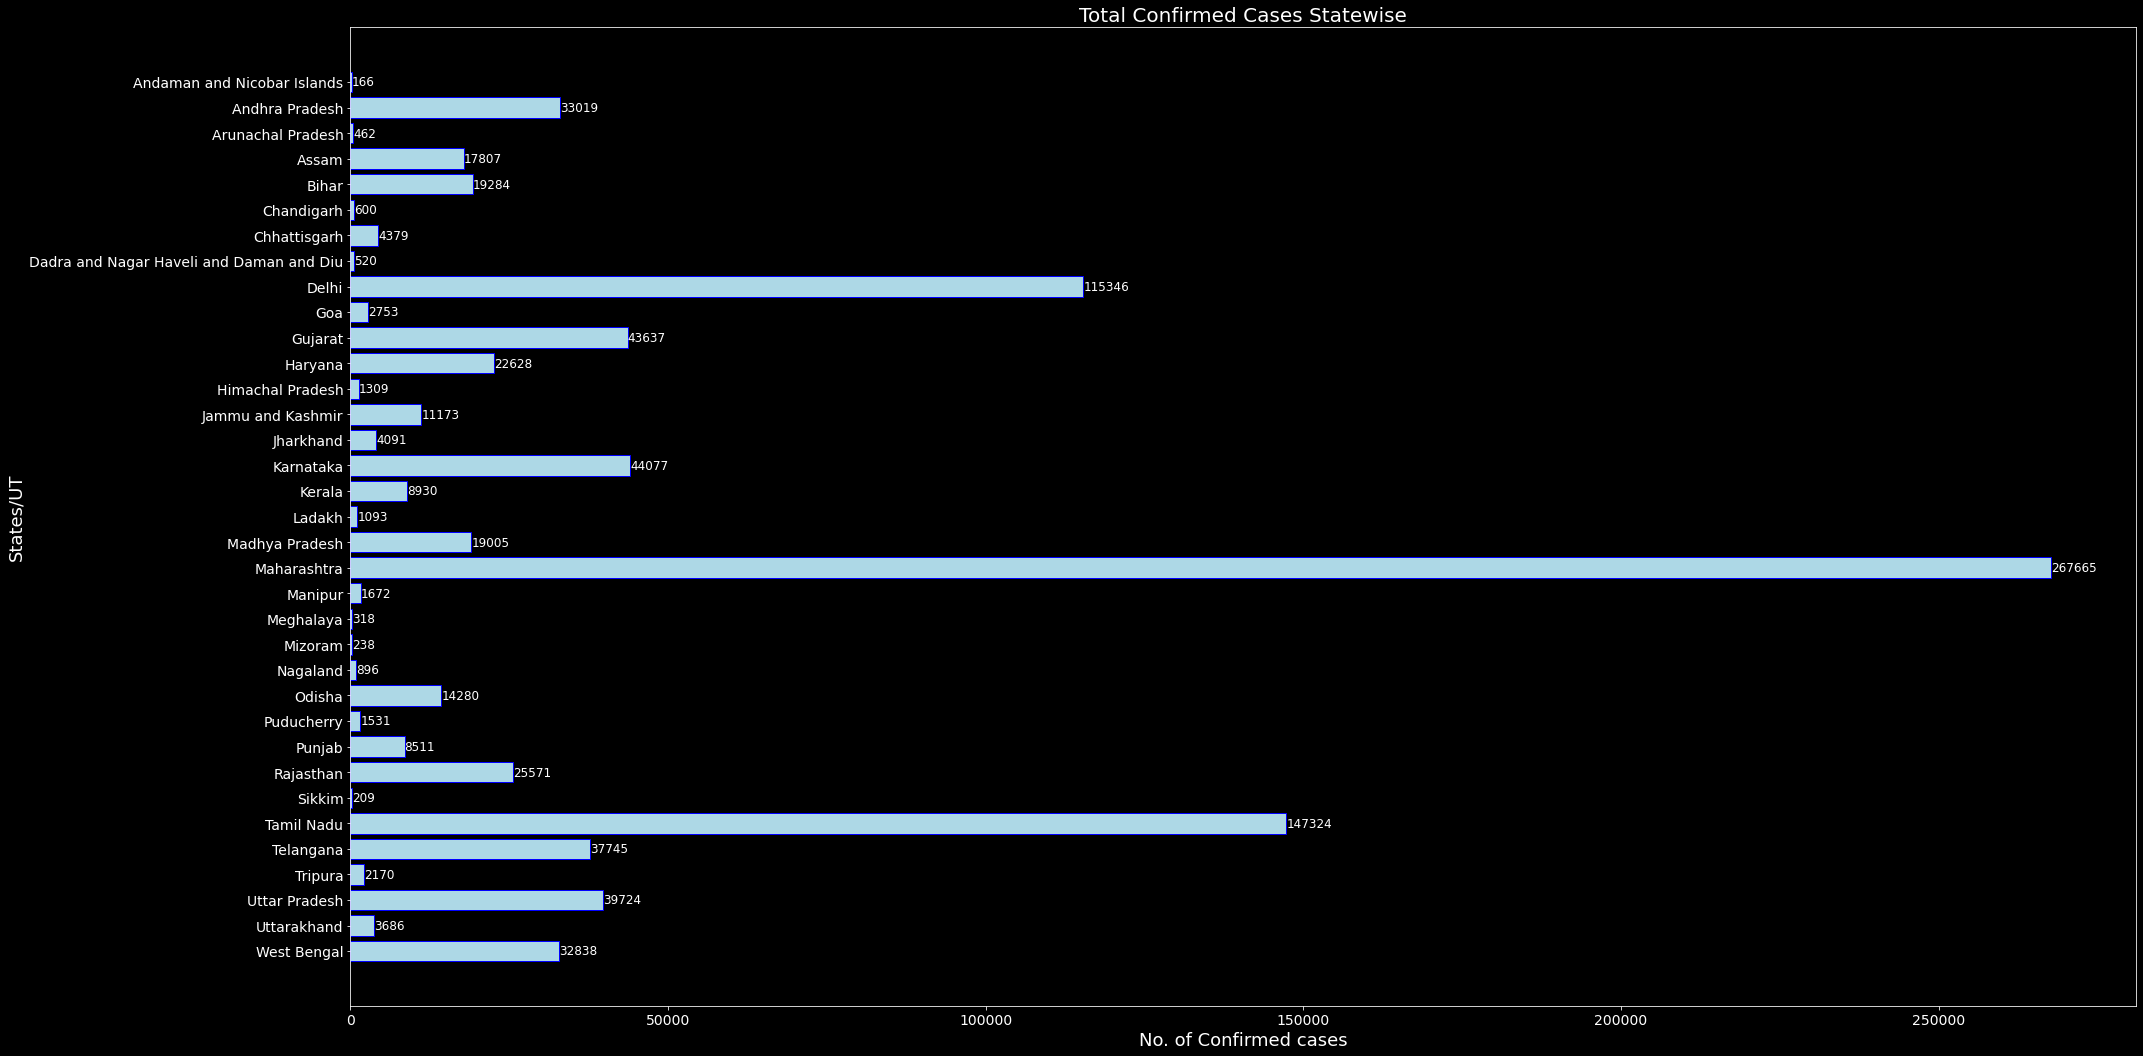 Total Confirmed Cases Statewise
Andaman and Nicobar Islands 166
Andhra Pradesh 33019
Arunachal Pradesh 462
Assam 17807
Bihar 19284
Chandigarh 600
Chhattisgarh 4379
Dadra and Nagar Haveli and Daman and Diu 520
Delhi 115346
Goa 2753
Gujarat 43637
Haryana 22628
Himachal Pradesh 1309
Jammu and Kashmir 11173
Jharkhand 4091
Karnataka 44077
Kerala 8930
Ladakh 1093
Madhya Pradesh 19005
Maharashtra 267665
Manipur 1672
Meghalaya 318
Mizoram 238
Nagaland 896
Odisha 14280
Puducherry 1531
Punjab 8511
Rajasthan 25571
Sikkim 209
Tamil Nadu 147324
Telangana 37745
Tripura 2170
Uttar Pradesh 39724
Uttarakhand 3686
West Bengal 32838
States/UT
0 50000 100000 150000 200000 250000
No. of Confirmed cases